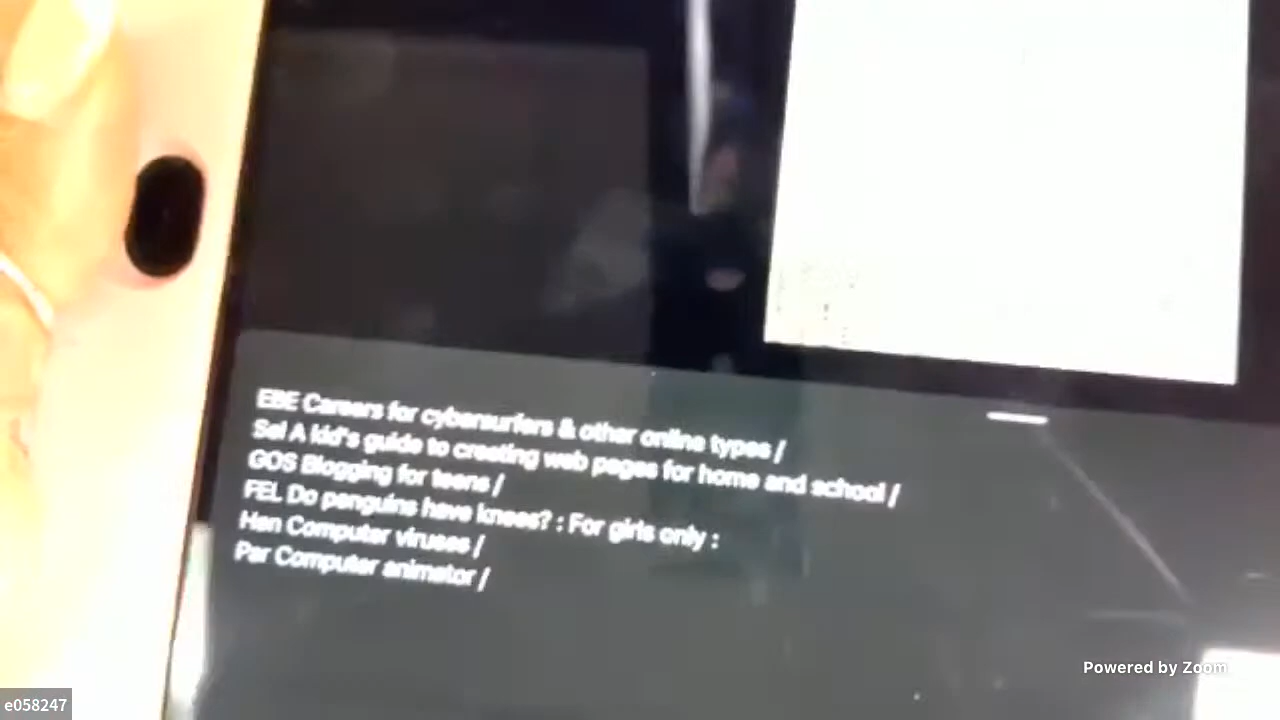 EBE Careers for cybersurfers & other online types /
Sal A kid's guide to creating web pages for home and school /
GOS Blogging for teens /
FEL Do penguins have knees? : For girls only :
Han Computer viruses /
Par Computer animator /
Powered by Zoom
e058247